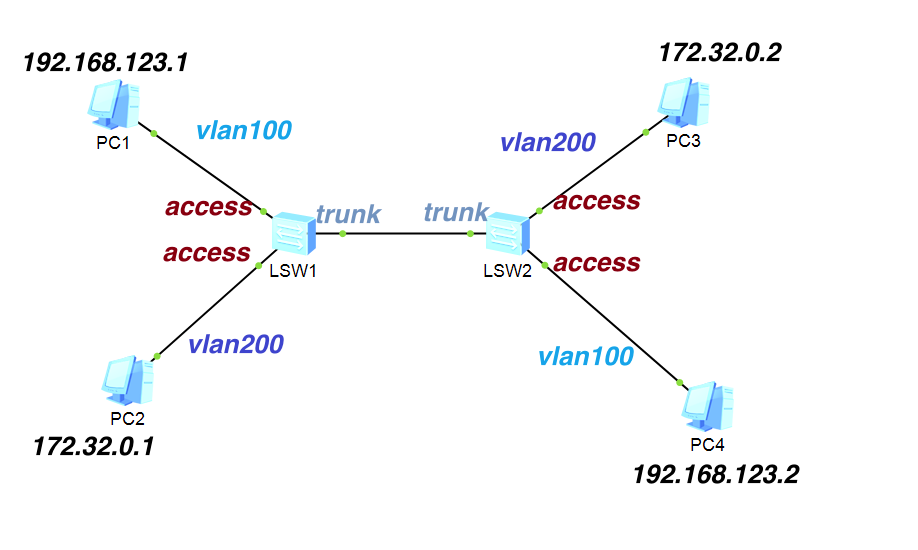 192.168.123.1
172.32.0.2
PC1
vlan100
vlan200
PC3
access
trunk
trunk
access
access
LSW1
LSW2
access
vlan200
vlan100
PC2
172.32.0.1
PC4
192.168.123.2